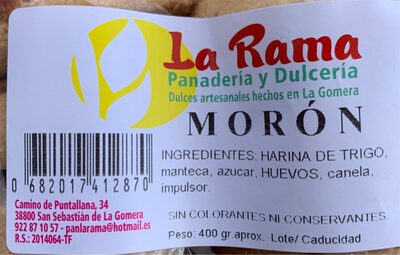 La Rama
Panadería y Dulcería
Dulces artesanales hechos en La Gomera
MORÓN
INGREDIENTES: HARINA DE TRIGO,
manteca, azucar, HUEVOS, canela,
impulsor.
0 682017 412870
Camino de Puntallana, 34
38800 San Sebastián de La Gomera
922 87 10 57 - panlarama@hotmail.es
R.S.: 2014064-TF
SIN COLORANTES NI CONSERVANTES.
Peso: 400 gr.aprox. Lote/ Caducidad